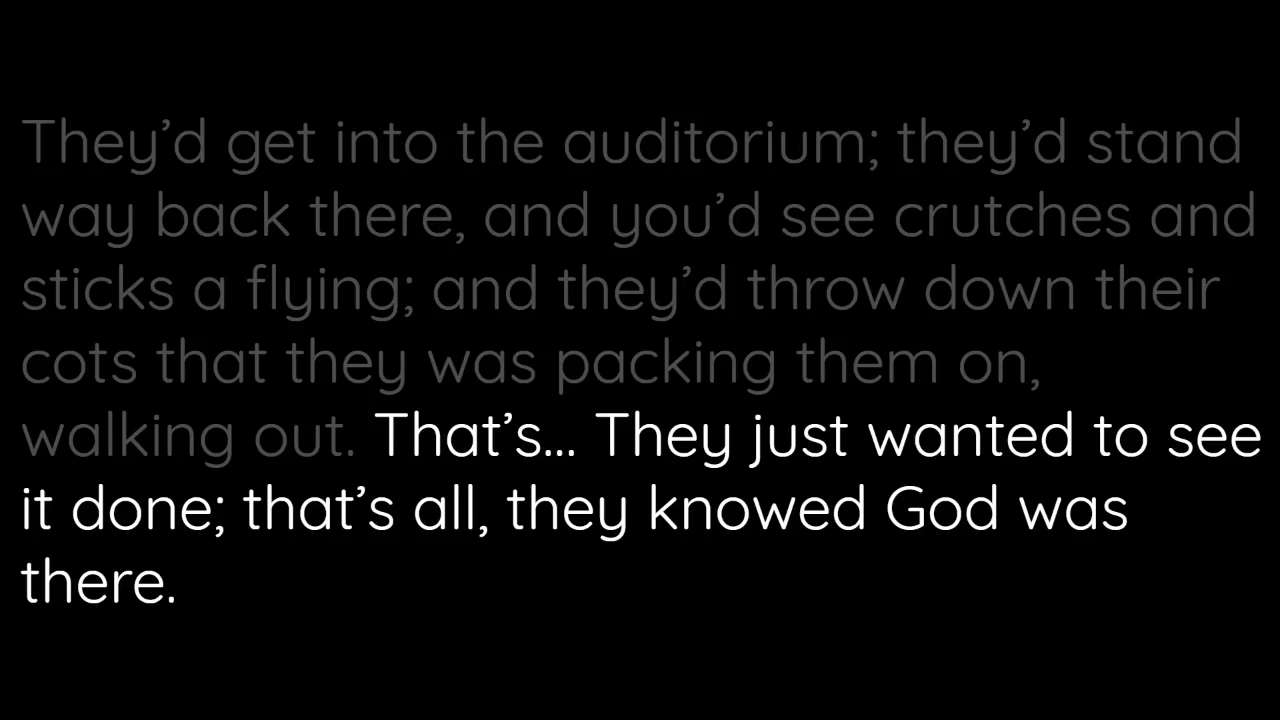 They’d get into the auditorium; they’d stand
way back there, and you’d see crutches and
sticks a flying; and they’d throw down their
cots that they was packing them on,
walking out. That’s... They just wanted to see
it done; that’s all, they knowed God was
there.